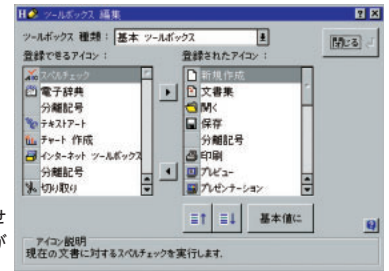 ツールボックス 編集
ツールボックス 種類 : 基本 ツールボックス
閉じる
登録できるアイコン :
登録されたアイコン :
スペルチェック
電子辞典
分離記号
テキストアート
チャート 作成
インターネット ツールボックス
分離記号
切り取り
新規作成
文書集
開く
保存
分離記号
印刷
プレビュー
プレゼンテーション
基本値に
せ
が
アイコン説明
現在の文書に対するスペルチェックを実行します.